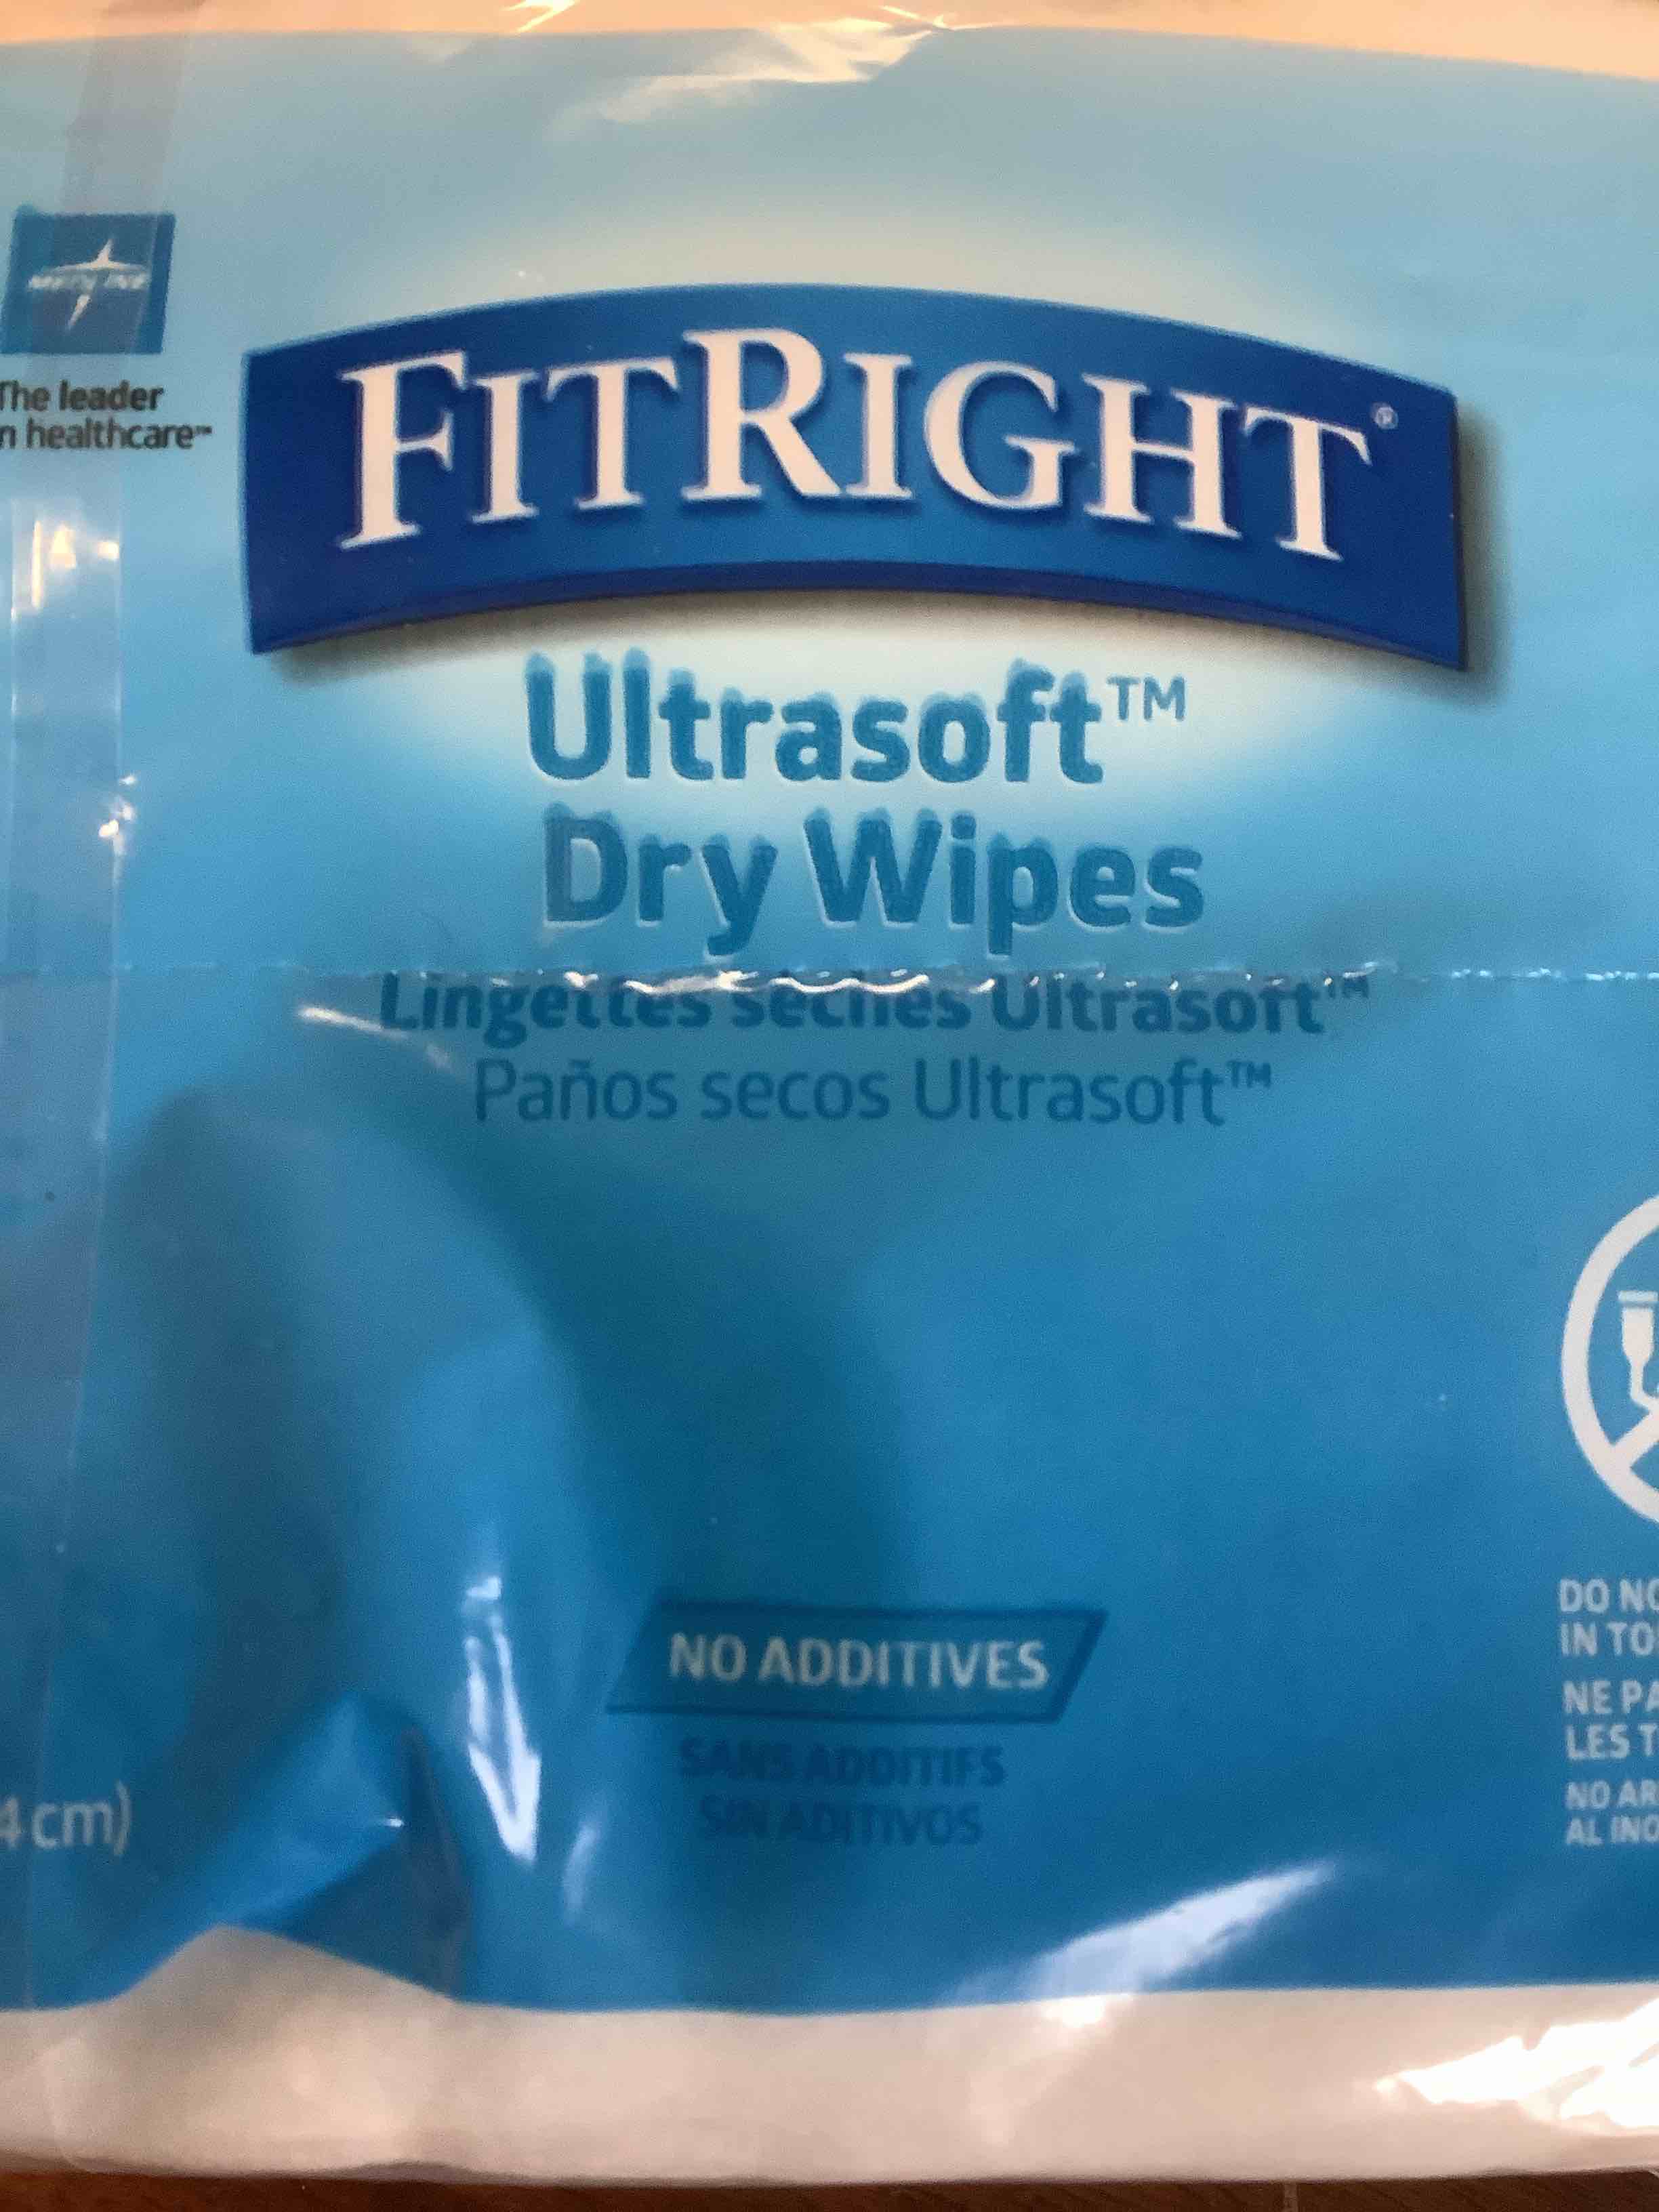 MEDLINE
The leader
n healthcare™
FITRIGHT®
Ultrasoft™
Dry Wipes
Lingettes sèches Ultrasoft™
Paños secos Ultrasoft™
NO ADDITIVES
SANS ADDITIFS
SIN ADITIVOS
4 cm)
DO NO
IN TO
NE PA
LES T
NO AR
AL INO